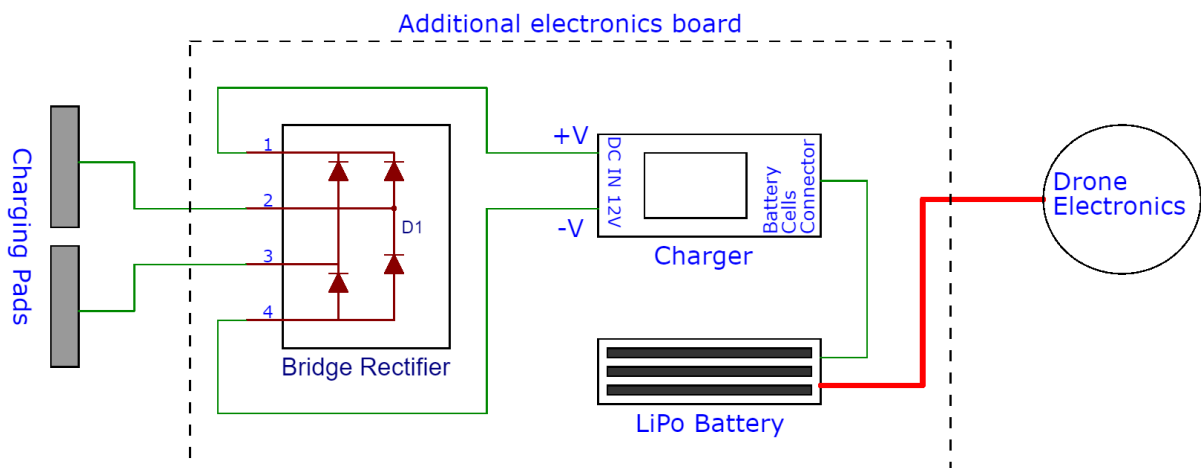 Additional electronics board
Charging Pads
1
2
3
4
D1
Bridge Rectifier
+V
-V
DC IN 12V
Battery
Cells
Connector
Charger
LiPo Battery
Drone
Electronics